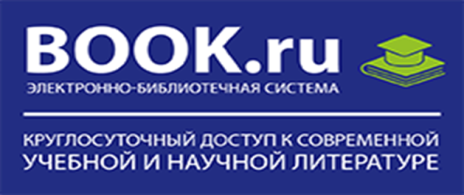 BOOK.ru
ЭЛЕКТРОННО-БИБЛИОТЕЧНАЯ СИСТЕМА
КРУГЛОСУТОЧНЫЙ ДОСТУП К СОВРЕМЕННОЙ
УЧЕБНОЙ И НАУЧНОЙ ЛИТЕРАТУРЕ